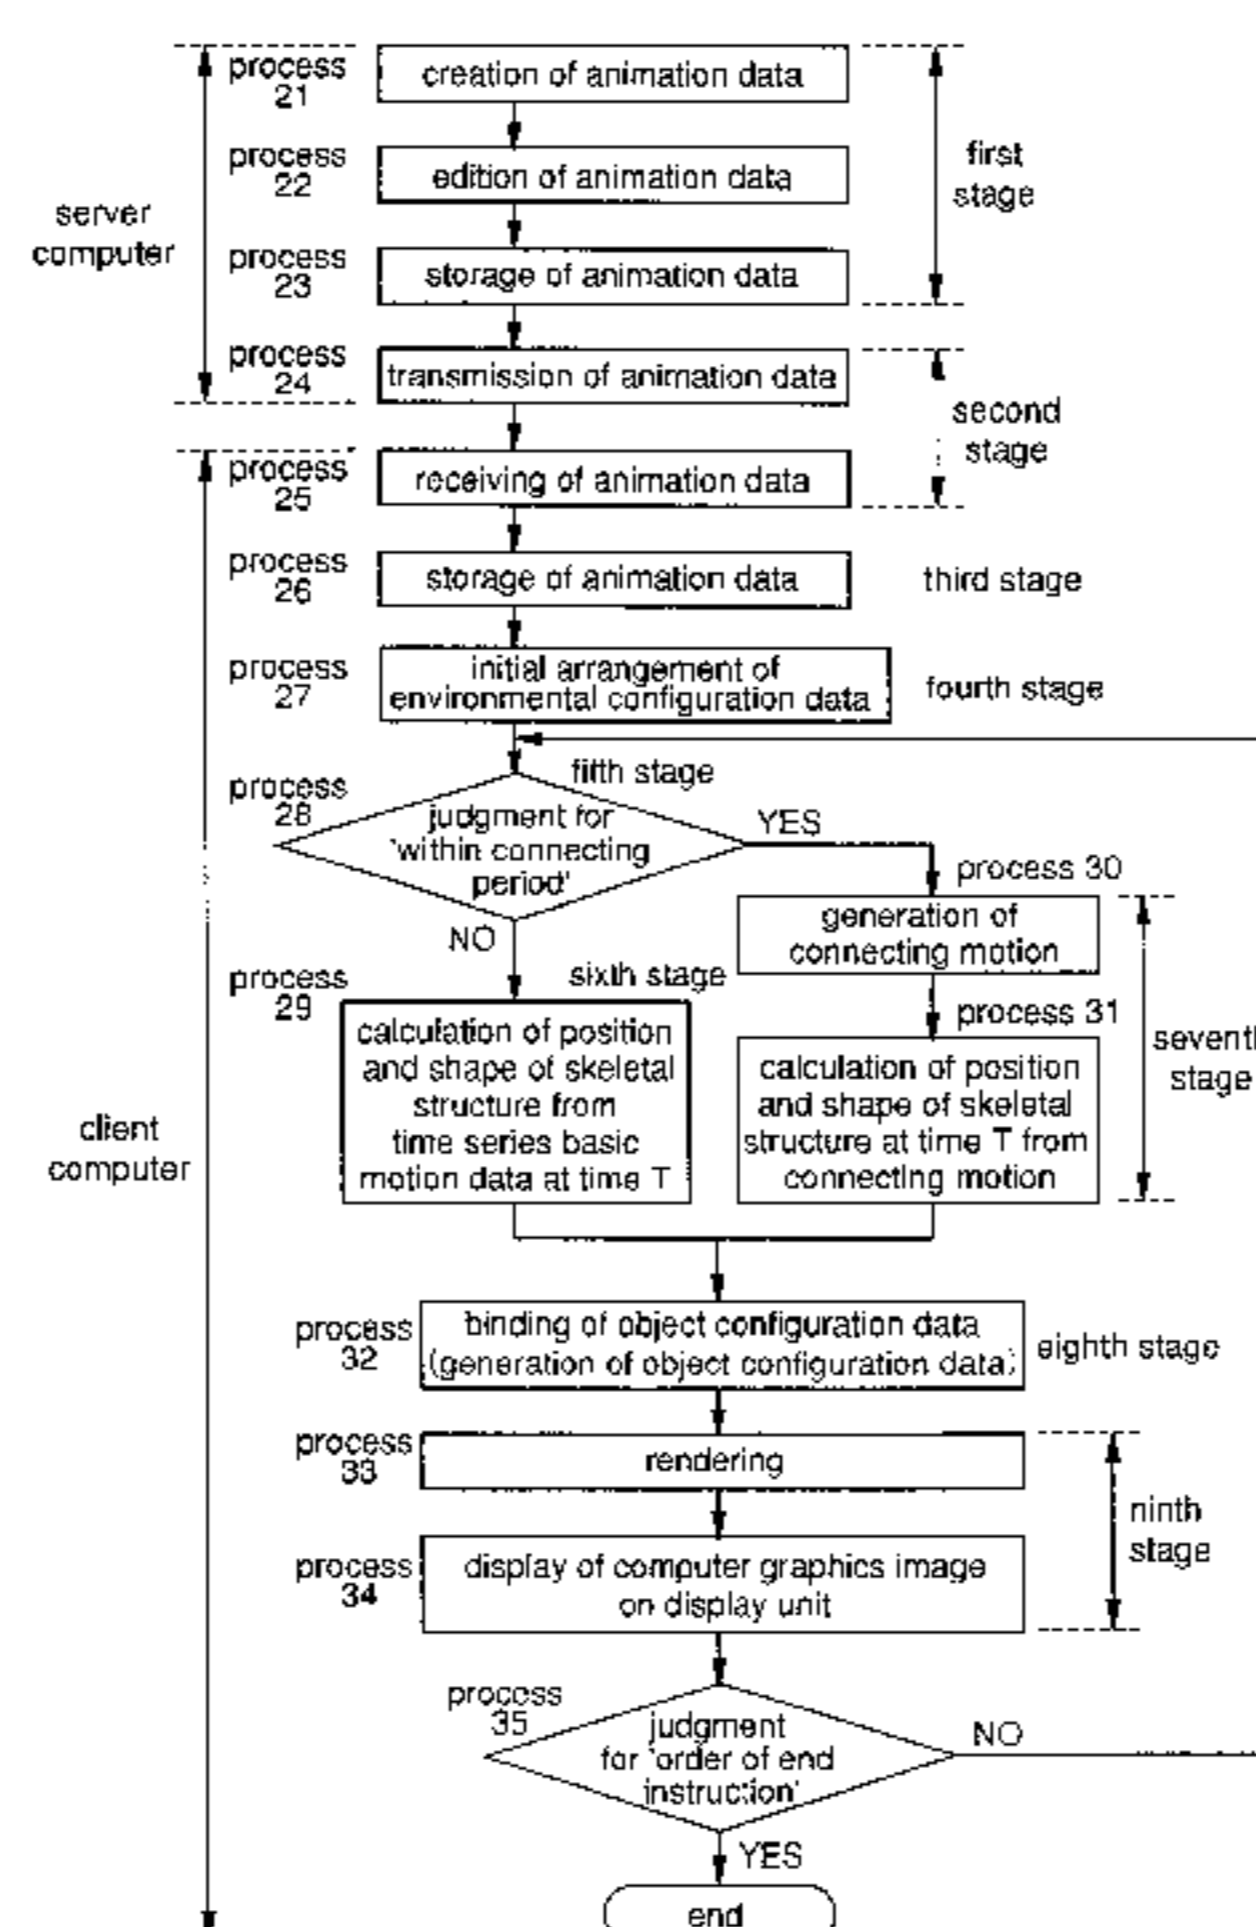 process
21
creation of animation data
process
22
edition of animation data
first
stage
server
computer
process
23
storage of animation data
process
24
transmission of animation data
second
stage
process
25
receiving of animation data
process
26
storage of animation data
third stage
process
27
initial arrangement of
environmental configuration data
fourth stage
process
28
fifth stage
judgment for
'within connecting
period'
YES
NO
process 30
generation of
connecting motion
process
29
sixth stage
calculation of position
and shape of skeletal
structure from
time series basic
motion data at time T
process 31
calculation of position
and shape of skeletal
structure at time T from
connecting motion
seventh
stage
client
computer
process
32
binding of object configuration data
(generation of object configuration data)
eighth stage
process
33
rendering
ninth
stage
process
34
display of computer graphics image
on display unit
process
35
judgment
for 'order of end
instruction'
NO
YES
end